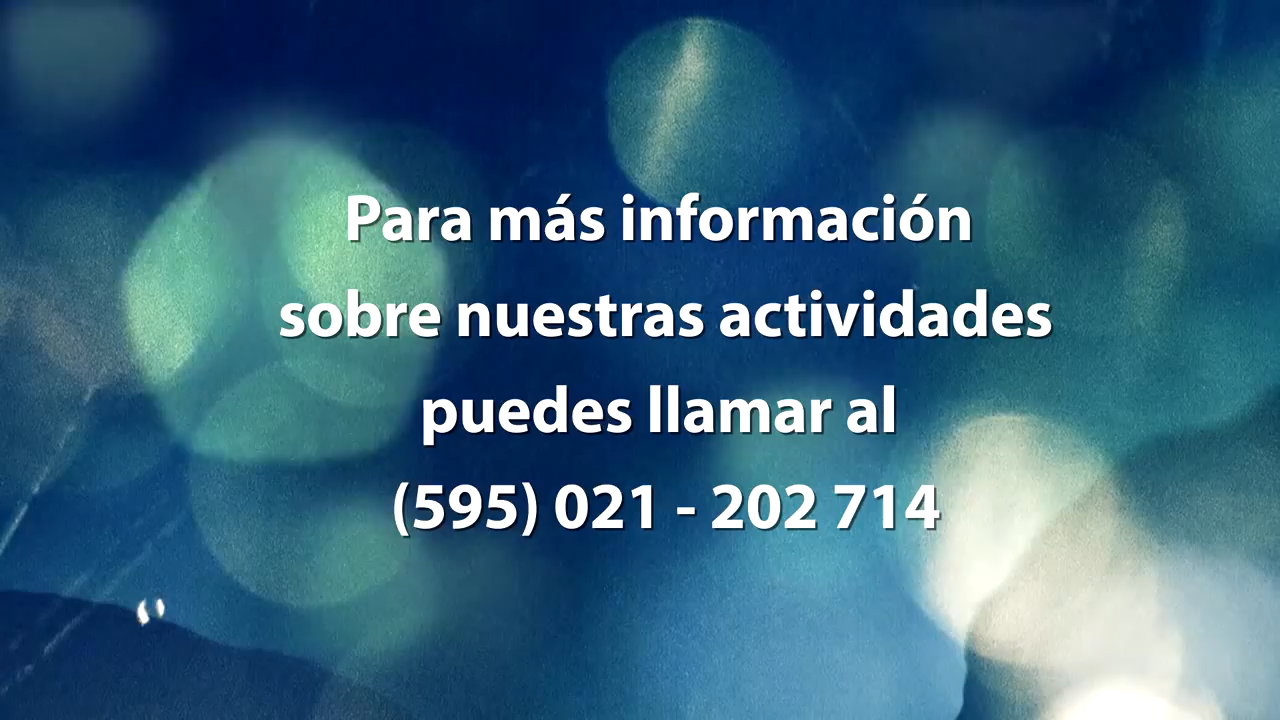 Para más información
sobre nuestras actividades
puedes llamar al
(595) 021 - 202 714